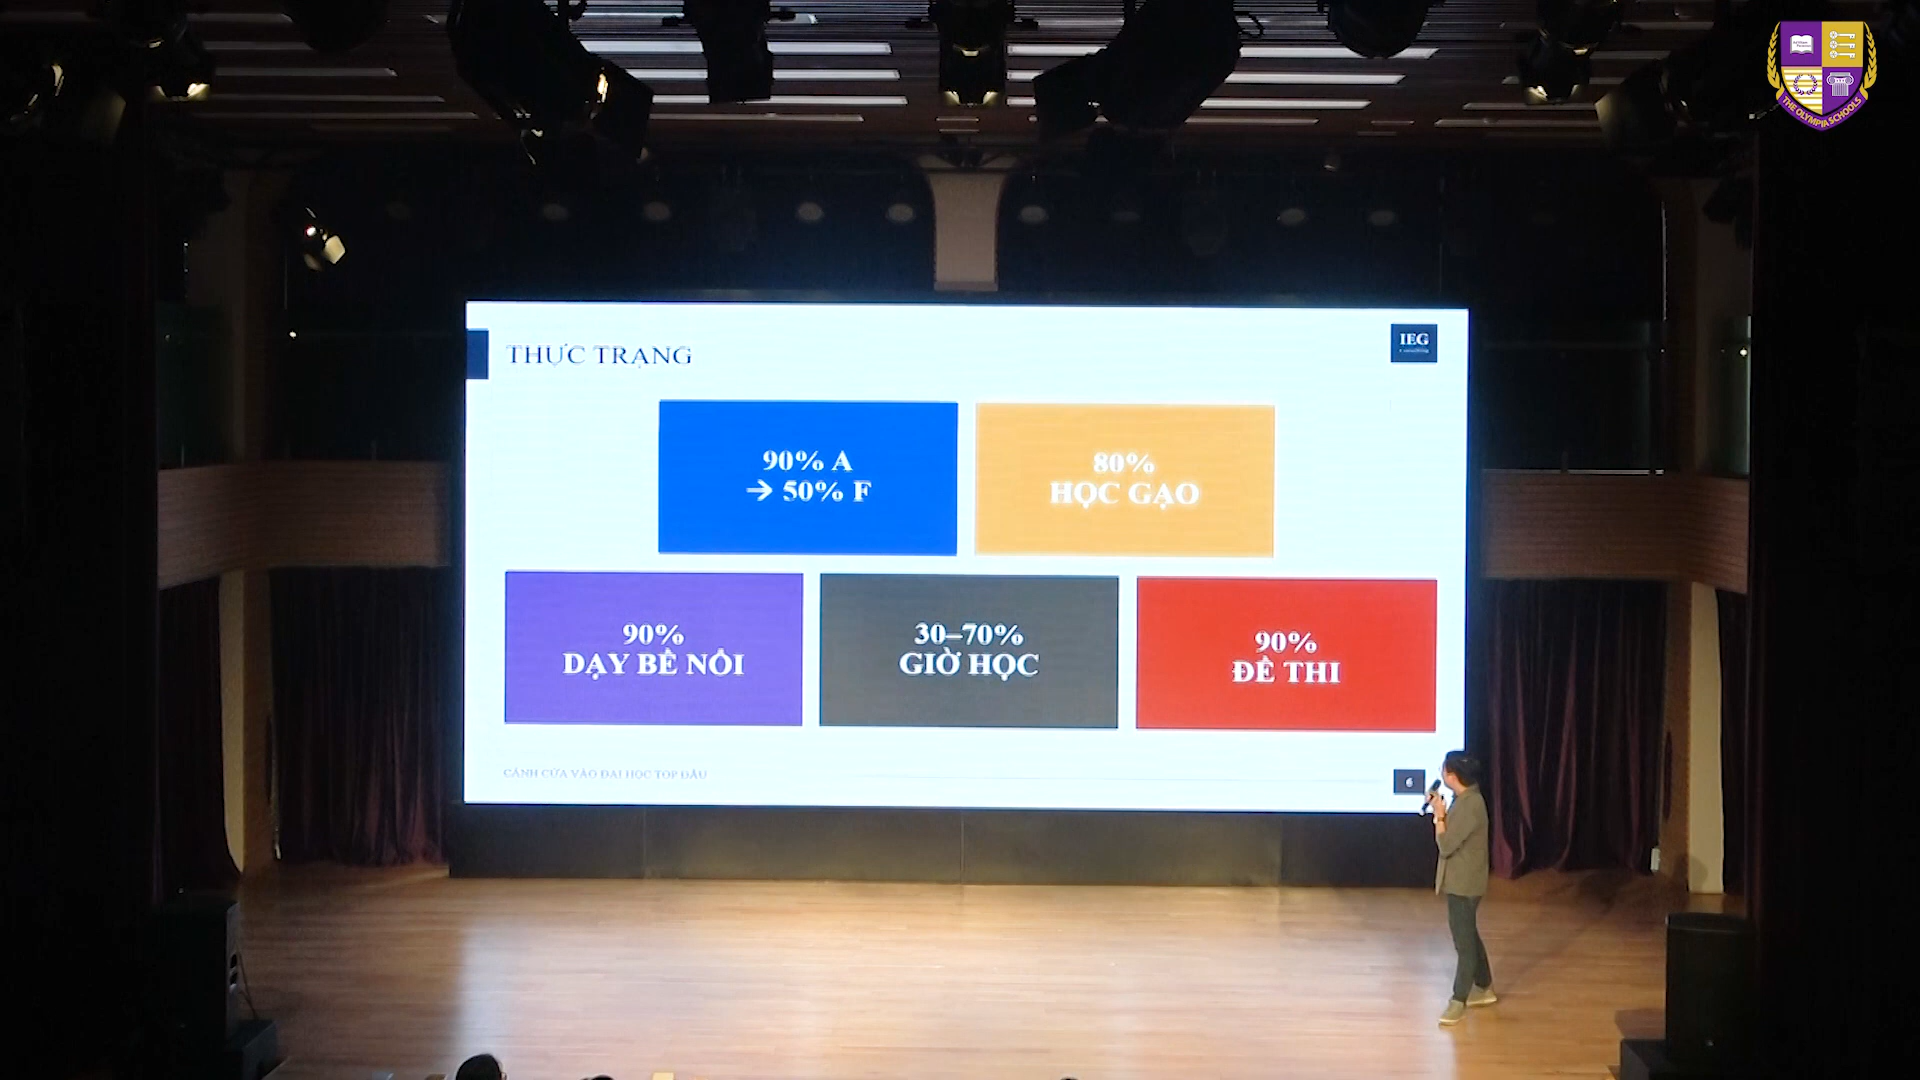 THE OLYMPIA SCHOOLS
THỰC TRẠNG
IEG
90% A
→ 50% F
80%
HỌC GẠO
90%
DẠY BỀ NỔI
30–70%
GIỜ HỌC
90%
ĐỀ THI
CÁNH CỬA VÀO ĐẠI HỌC TOP ĐẦU
6